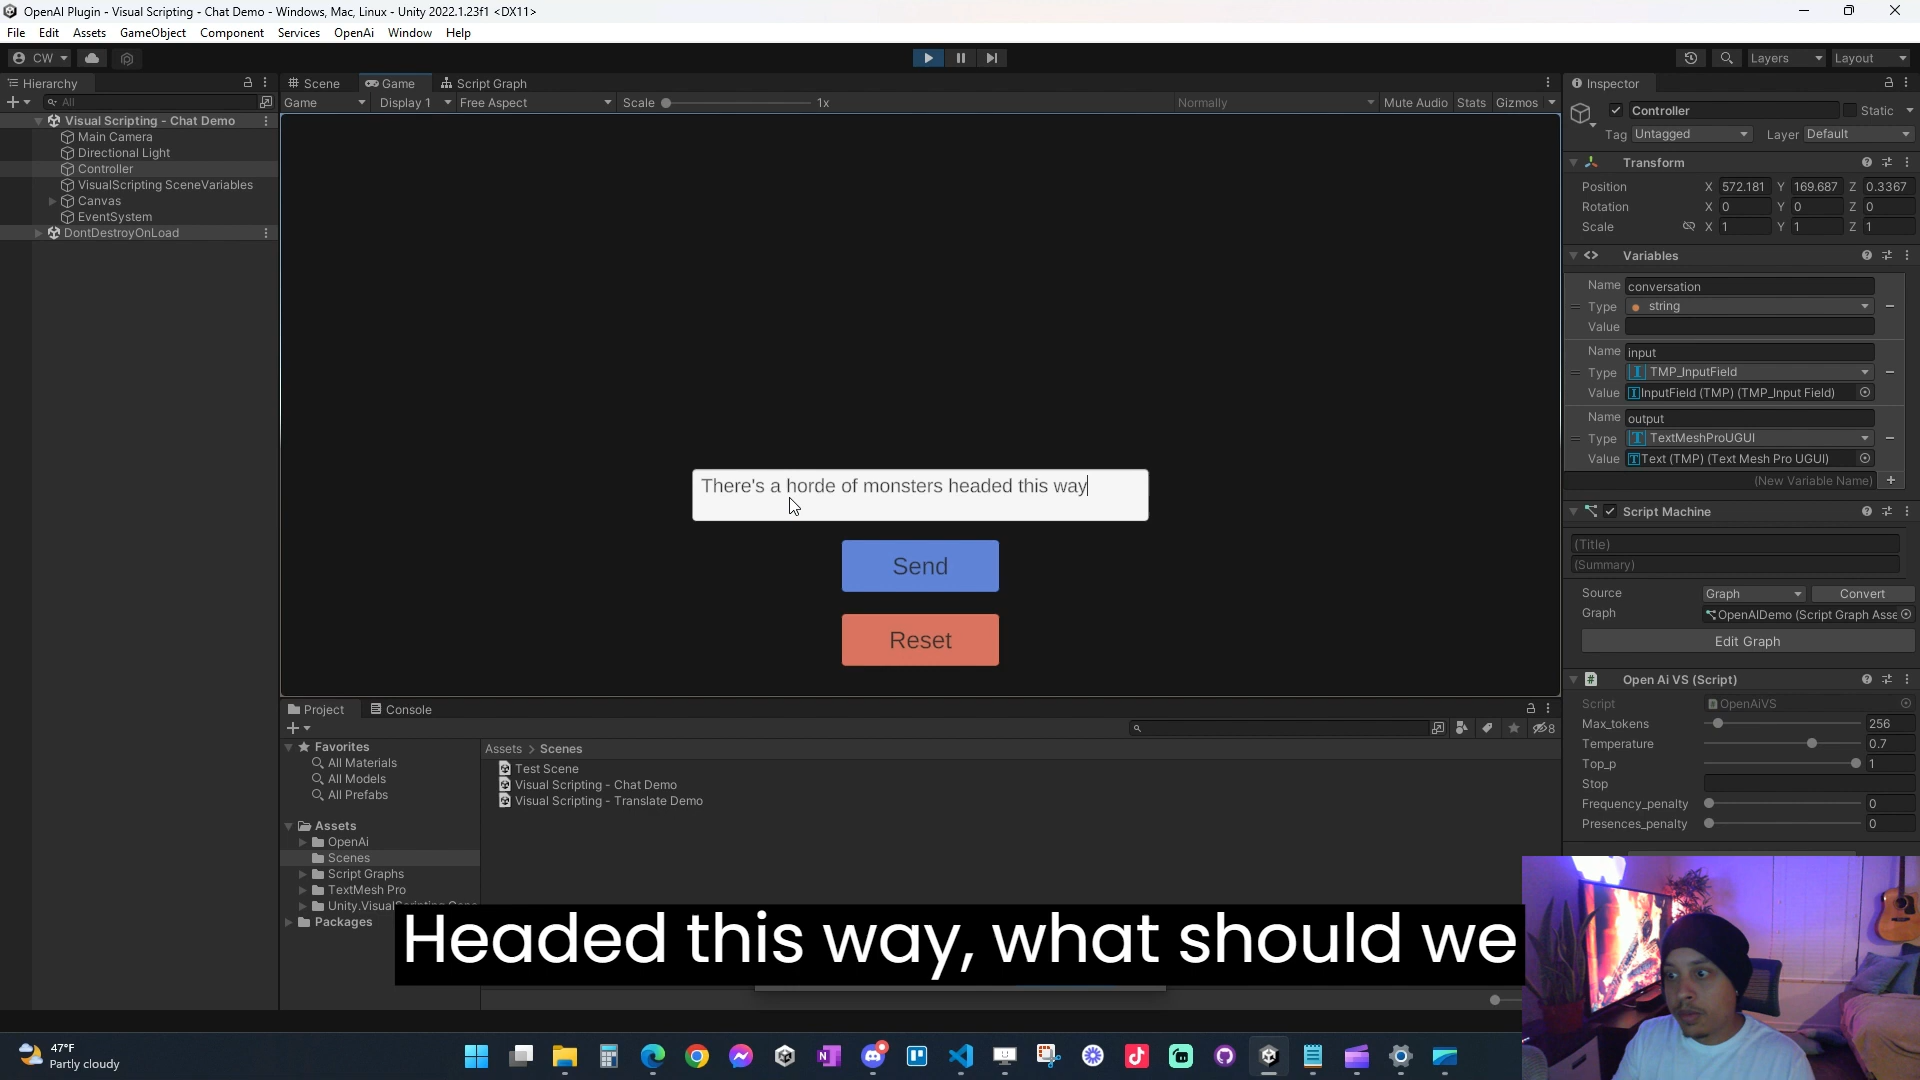 OpenAI Plugin - Visual Scripting - Chat Demo - Windows, Mac, Linux - Unity 2022.1.23f1 <DX11>
File Edit Assets GameObject Component Services OpenAi Window Help
CW Layers Layout
Hierarchy
All
Visual Scripting - Chat Demo
Main Camera
Directional Light
Controller
VisualScripting SceneVariables
Canvas
EventSystem
DontDestroyOnLoad
Scene Game Script Graph
Game Display 1 Free Aspect Scale 1x Normally Mute Audio Stats Gizmos
There's a horde of monsters headed this way
Send
Reset
Inspector
Controller Static
Tag Untagged Layer Default
Transform
Position X 572.181 Y 169.687 Z 0.3367
Rotation X 0 Y 0 Z 0
Scale X 1 Y 1 Z 1
Variables
Name conversation
Type string
Value
Name input
Type TMP_InputField
Value InputField (TMP) (TMP_Input Field)
Name output
Type TextMeshProUGUI
Value Text (TMP) (Text Mesh Pro UGUI)
(New Variable Name)
Script Machine
(Title)
(Summary)
Source Graph Convert
Graph OpenAIDemo (Script Graph Asse
Edit Graph
Open Ai VS (Script)
Script OpenAiVS
Max_tokens 256
Temperature 0.7
Top_p 1
Stop
Frequency_penalty 0
Presences_penalty 0
Project Console
8
Favorites
All Materials
All Models
All Prefabs
Assets
OpenAi
Scenes
Script Graphs
TextMesh Pro
Packages
Assets > Scenes
Test Scene
Visual Scripting - Chat Demo
Visual Scripting - Translate Demo
Headed this way, what should we
47°F
Partly cloudy